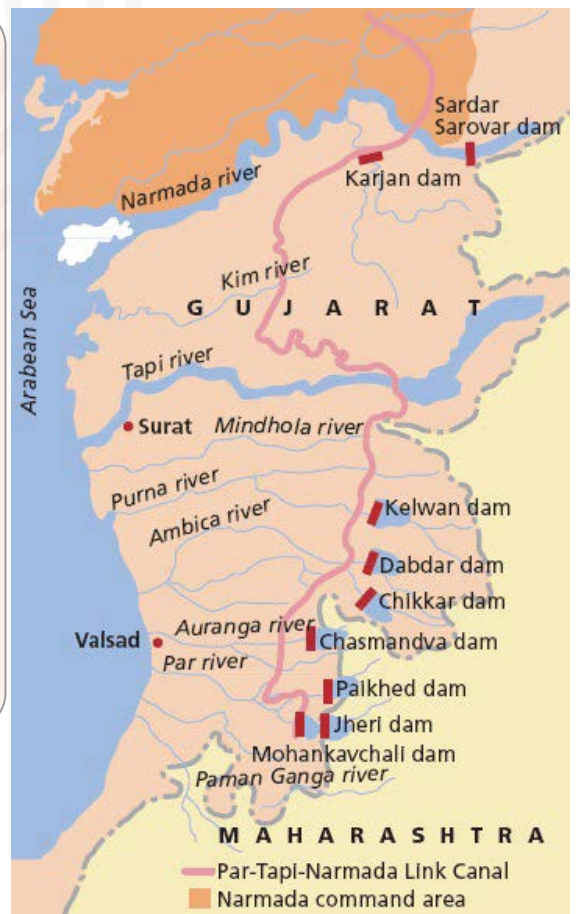 Sardar
Sarovar dam
Karjan dam
Narmada river
Kim river
GUJARAT
Arabean Sea
Tapi river
Surat
Mindhola river
Purna river
Ambica river
Kelwan dam
Dabdar dam
Chikkar dam
Auranga river
Valsad
Chasmandva dam
Par river
Paikhed dam
Jheri dam
Mohankavchali dam
Paman Ganga river
MAHARASHTRA
Par-Tapi-Narmada Link Canal
Narmada command area